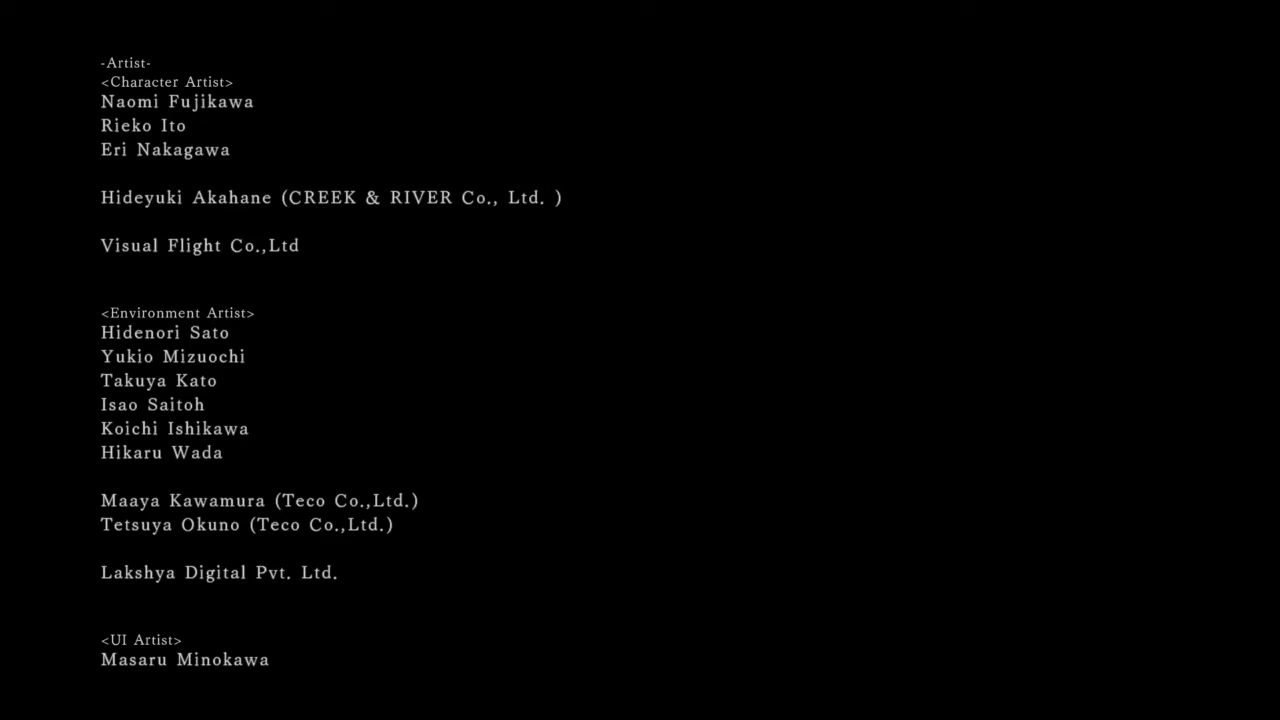 -Artist-
<Character Artist>
Naomi Fujikawa
Rieko Ito
Eri Nakagawa
Hideyuki Akahane (CREEK & RIVER Co., Ltd. )
Visual Flight Co.,Ltd
<Environment Artist>
Hidenori Sato
Yukio Mizuochi
Takuya Kato
Isao Saitoh
Koichi Ishikawa
Hikaru Wada
Maaya Kawamura (Teco Co.,Ltd.)
Tetsuya Okuno (Teco Co.,Ltd.)
Lakshya Digital Pvt. Ltd.
<UI Artist>
Masaru Minokawa